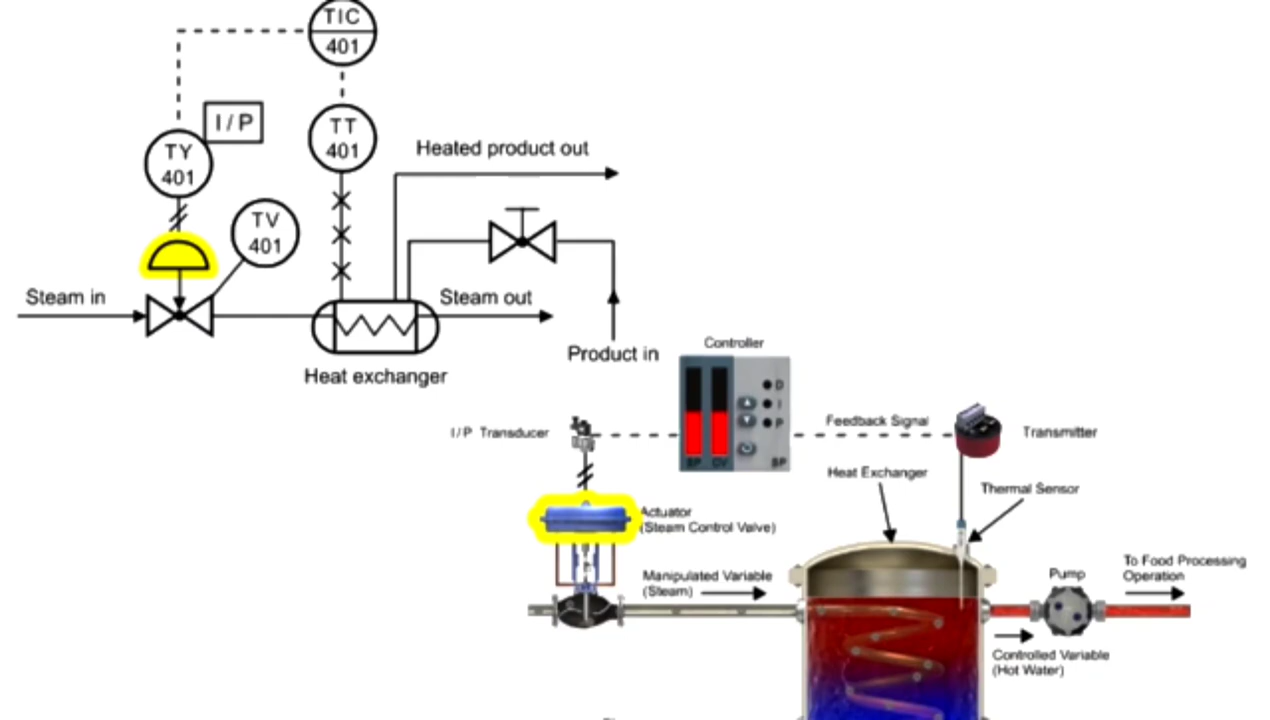 TIC
401
I / P
TT
401
TY
401
Heated product out
TV
401
Steam in
Steam out
Product in
Heat exchanger
Controller
D
I
P
SP
CV
SP
I / P Transducer
Feedback Signal
Transmitter
Heat Exchanger
Thermal Sensor
Actuator
(Steam Control Valve)
Manipulated Variable
(Steam)
Pump
To Food Processing
Operation
Controlled Variable
(Hot Water)